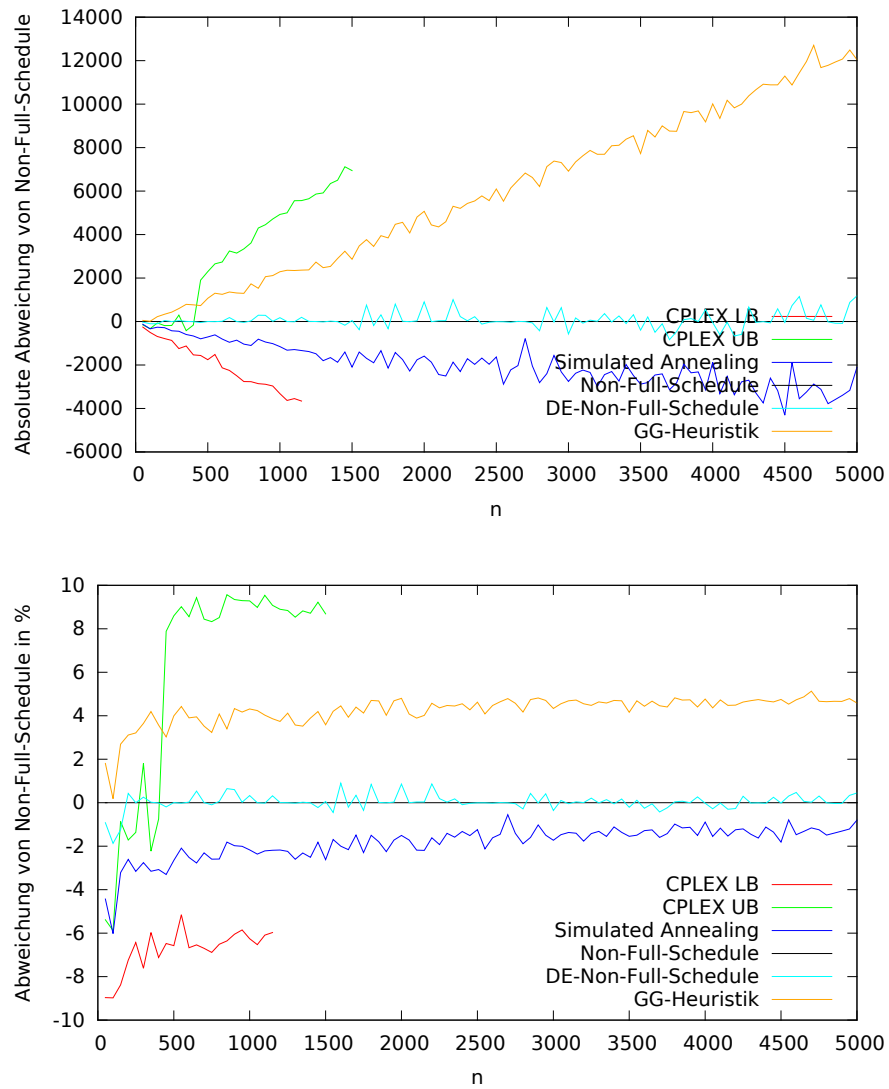 14000
12000
10000
8000
6000
4000
2000
0
-2000
-4000
-6000
Absolute Abweichung von Non-Full-Schedule
CPLEX LB
CPLEX UB
Simulated Annealing
Non-Full-Schedule
DE-Non-Full-Schedule
GG-Heuristik
0 500 1000 1500 2000 2500 3000 3500 4000 4500 5000
n
10
8
6
4
2
0
-2
-4
-6
-8
-10
Abweichung von Non-Full-Schedule in %
CPLEX LB
CPLEX UB
Simulated Annealing
Non-Full-Schedule
DE-Non-Full-Schedule
GG-Heuristik
0 500 1000 1500 2000 2500 3000 3500 4000 4500 5000
n